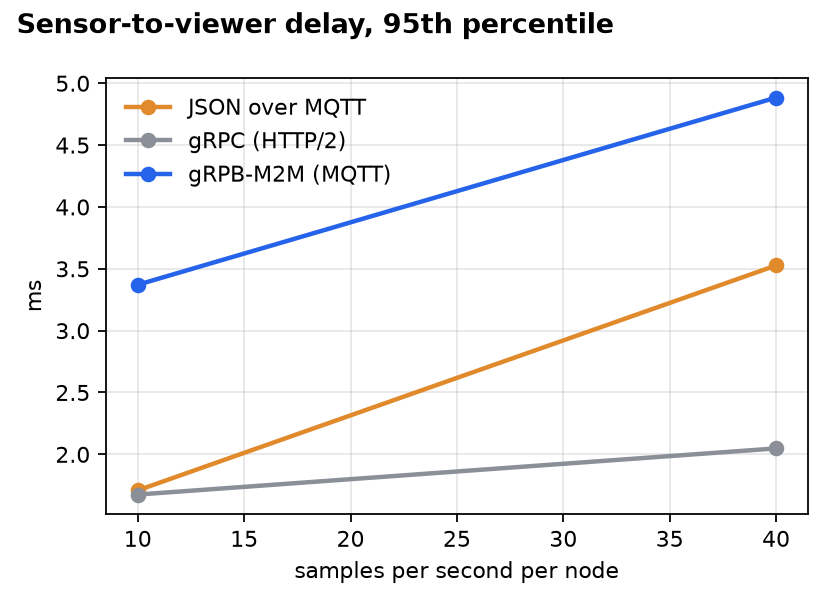 Sensor-to-viewer delay, 95th percentile
5.0
4.5
4.0
3.5
3.0
2.5
2.0
ms
JSON over MQTT
gRPC (HTTP/2)
gRPB-M2M (MQTT)
10 15 20 25 30 35 40
samples per second per node